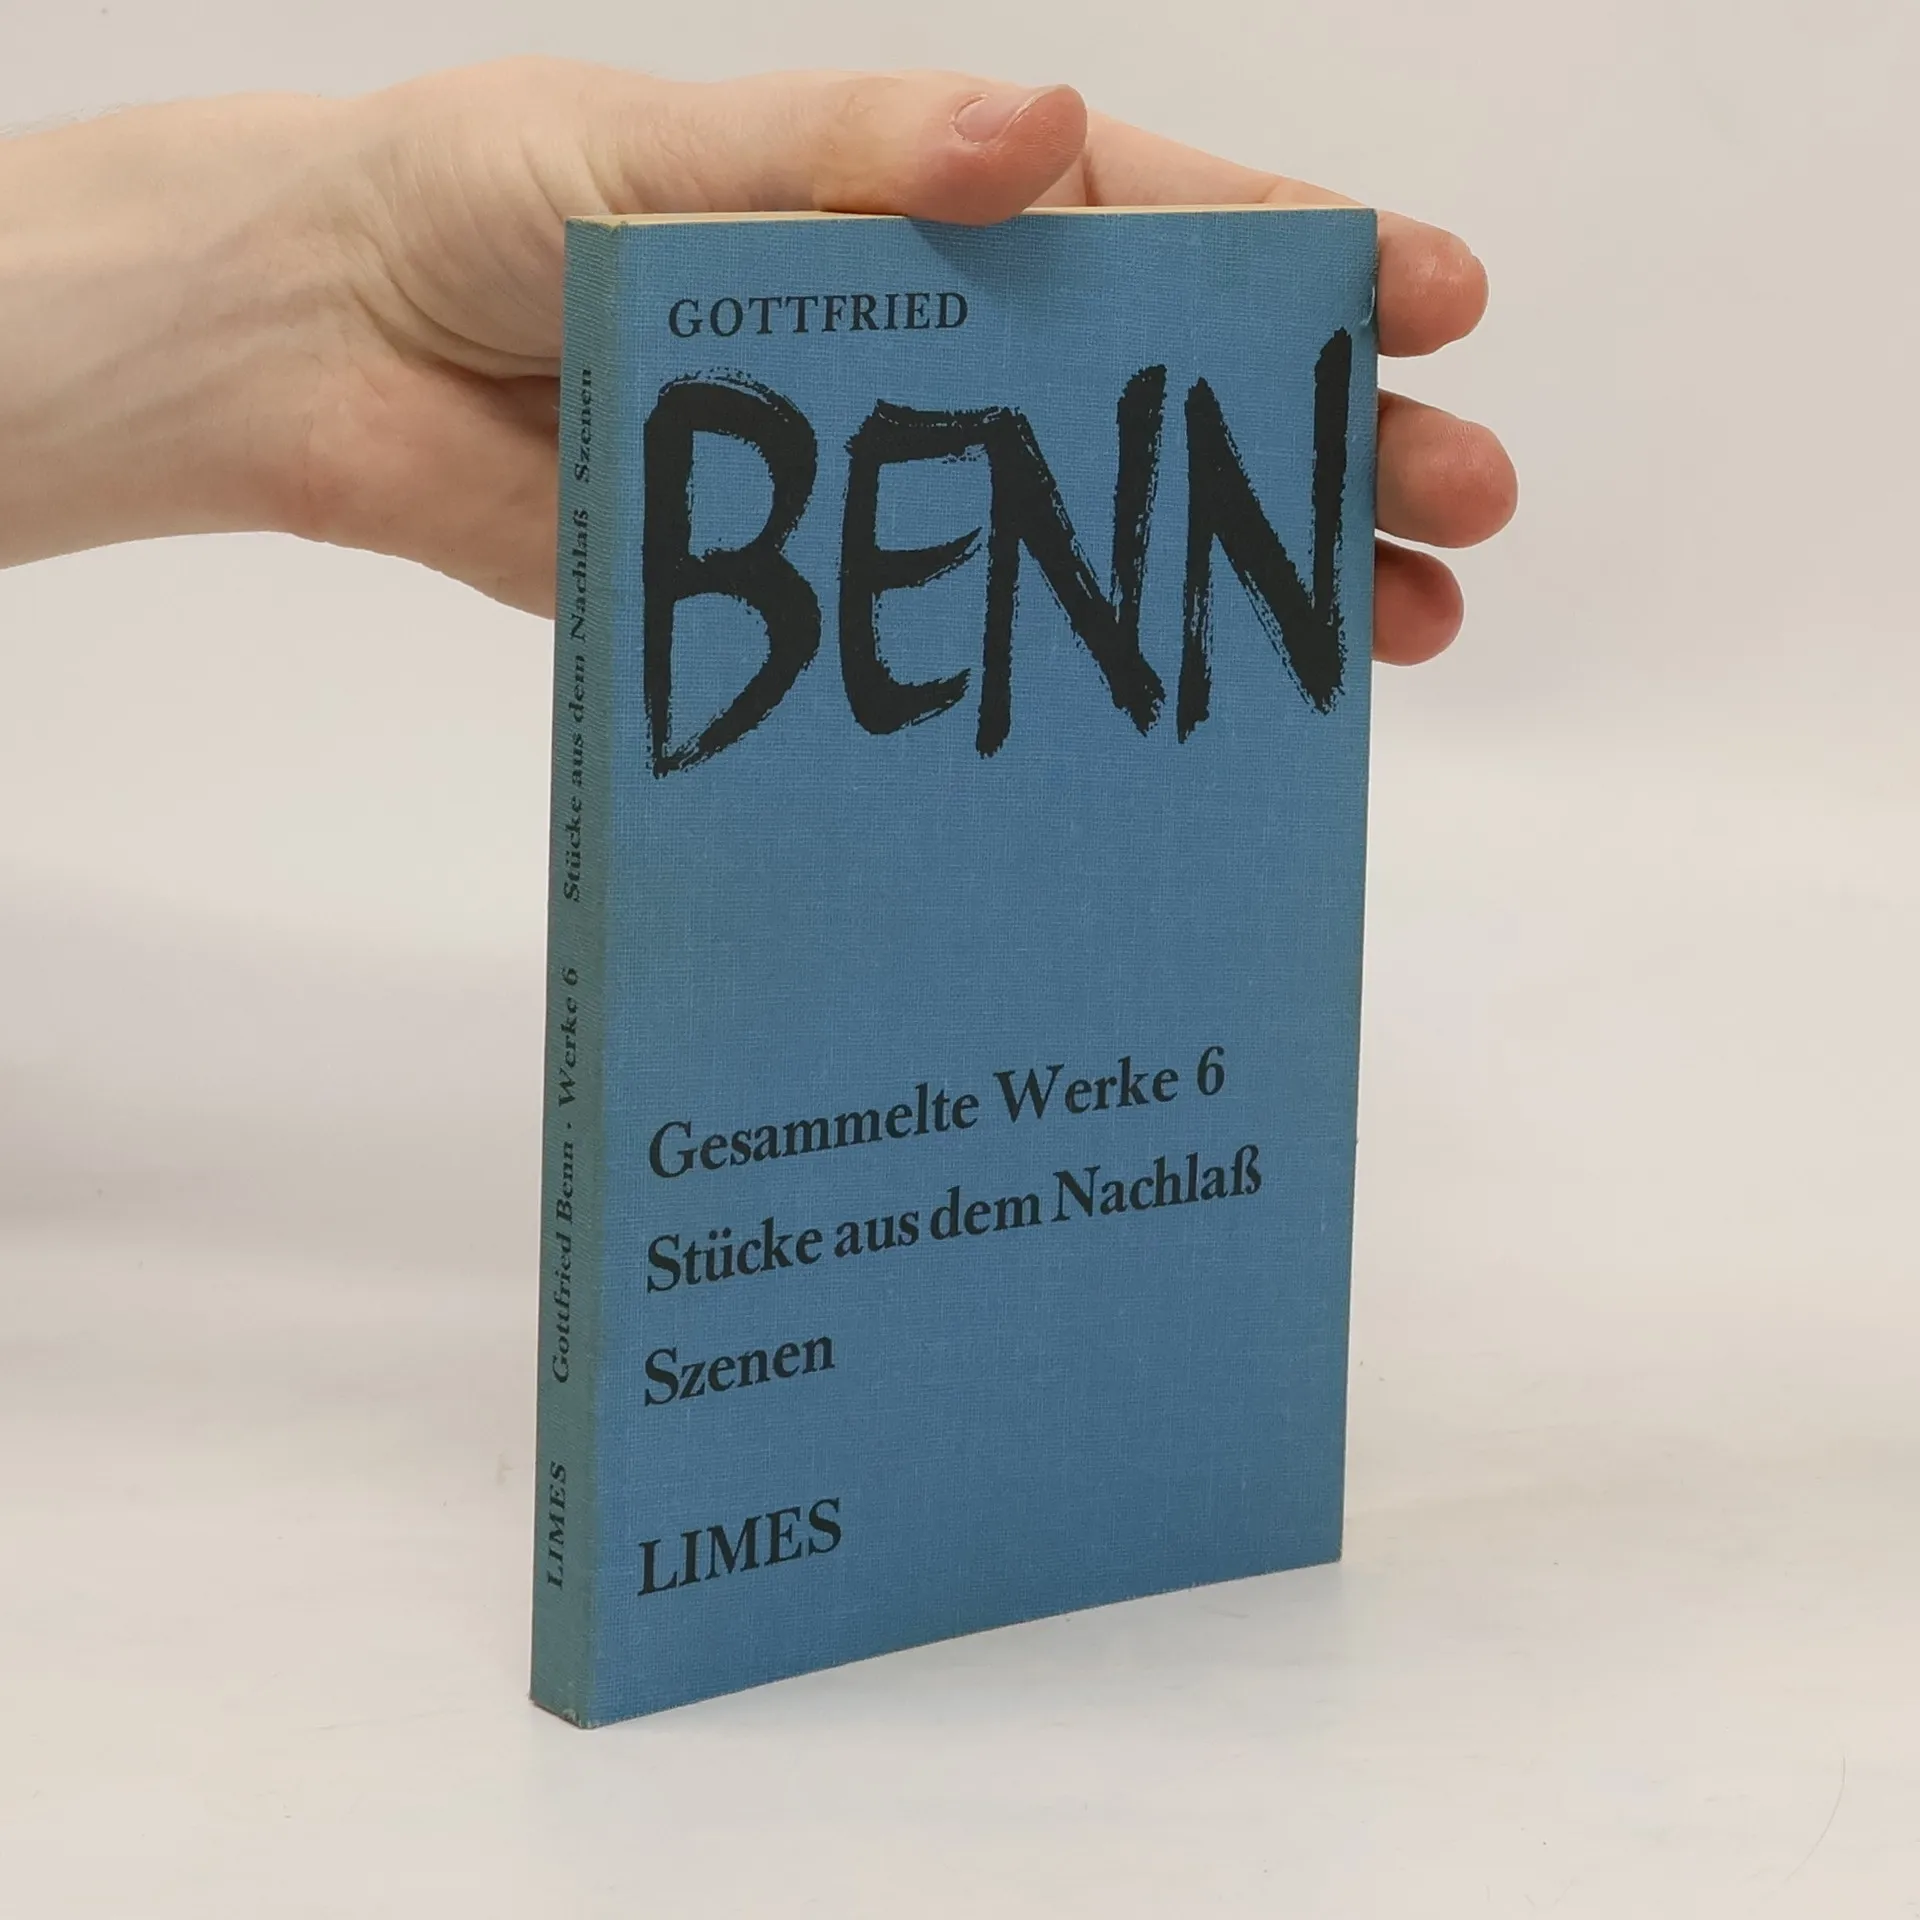 GOTTFRIED
BENN
Gesammelte Werke 6
Stücke aus dem Nachlaß
Szenen
LIMES
LIMES Gottfried Benn · Werke 6 Stücke aus dem Nachlaß Szenen